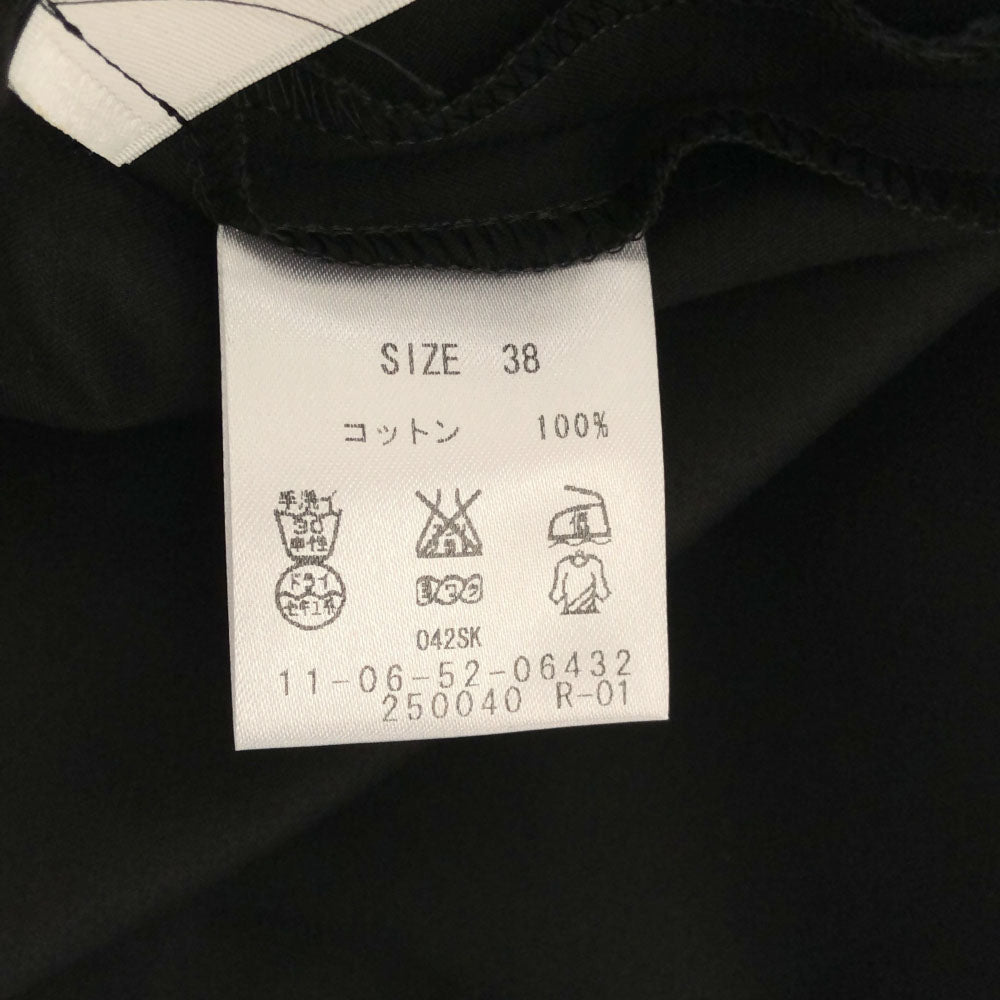 SIZE 38
コットン 100%
手洗イ
30
中性
ドライ
セキユ系
042SK
11-06-52-06432
250040 R-01